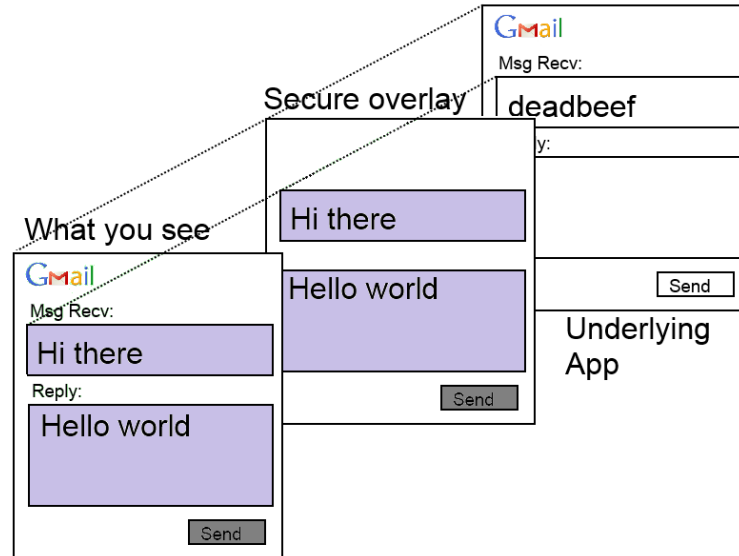 Gmail
Msg Recv:
deadbeef
y:
Send
Underlying
App
Secure overlay
Hi there
Hello world
Send
What you see
Gmail
Msg Recv:
Hi there
Reply:
Hello world
Send